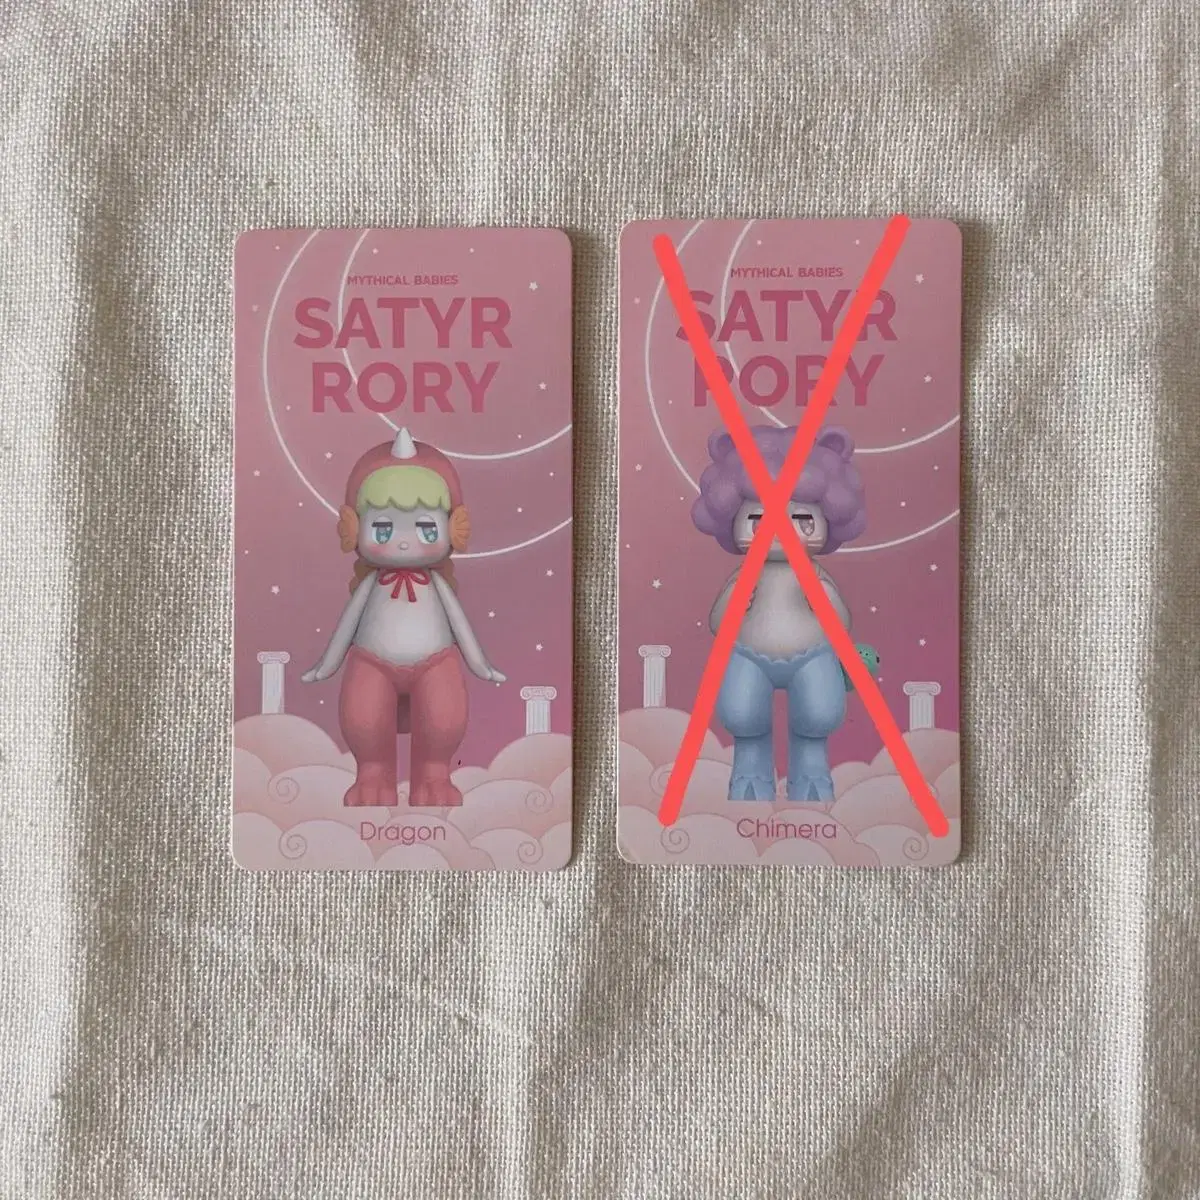 MYTHICAL BABIES
SATYR
RORY
Dragon
MYTHICAL BABIES
SATYR
RORY
Chimera